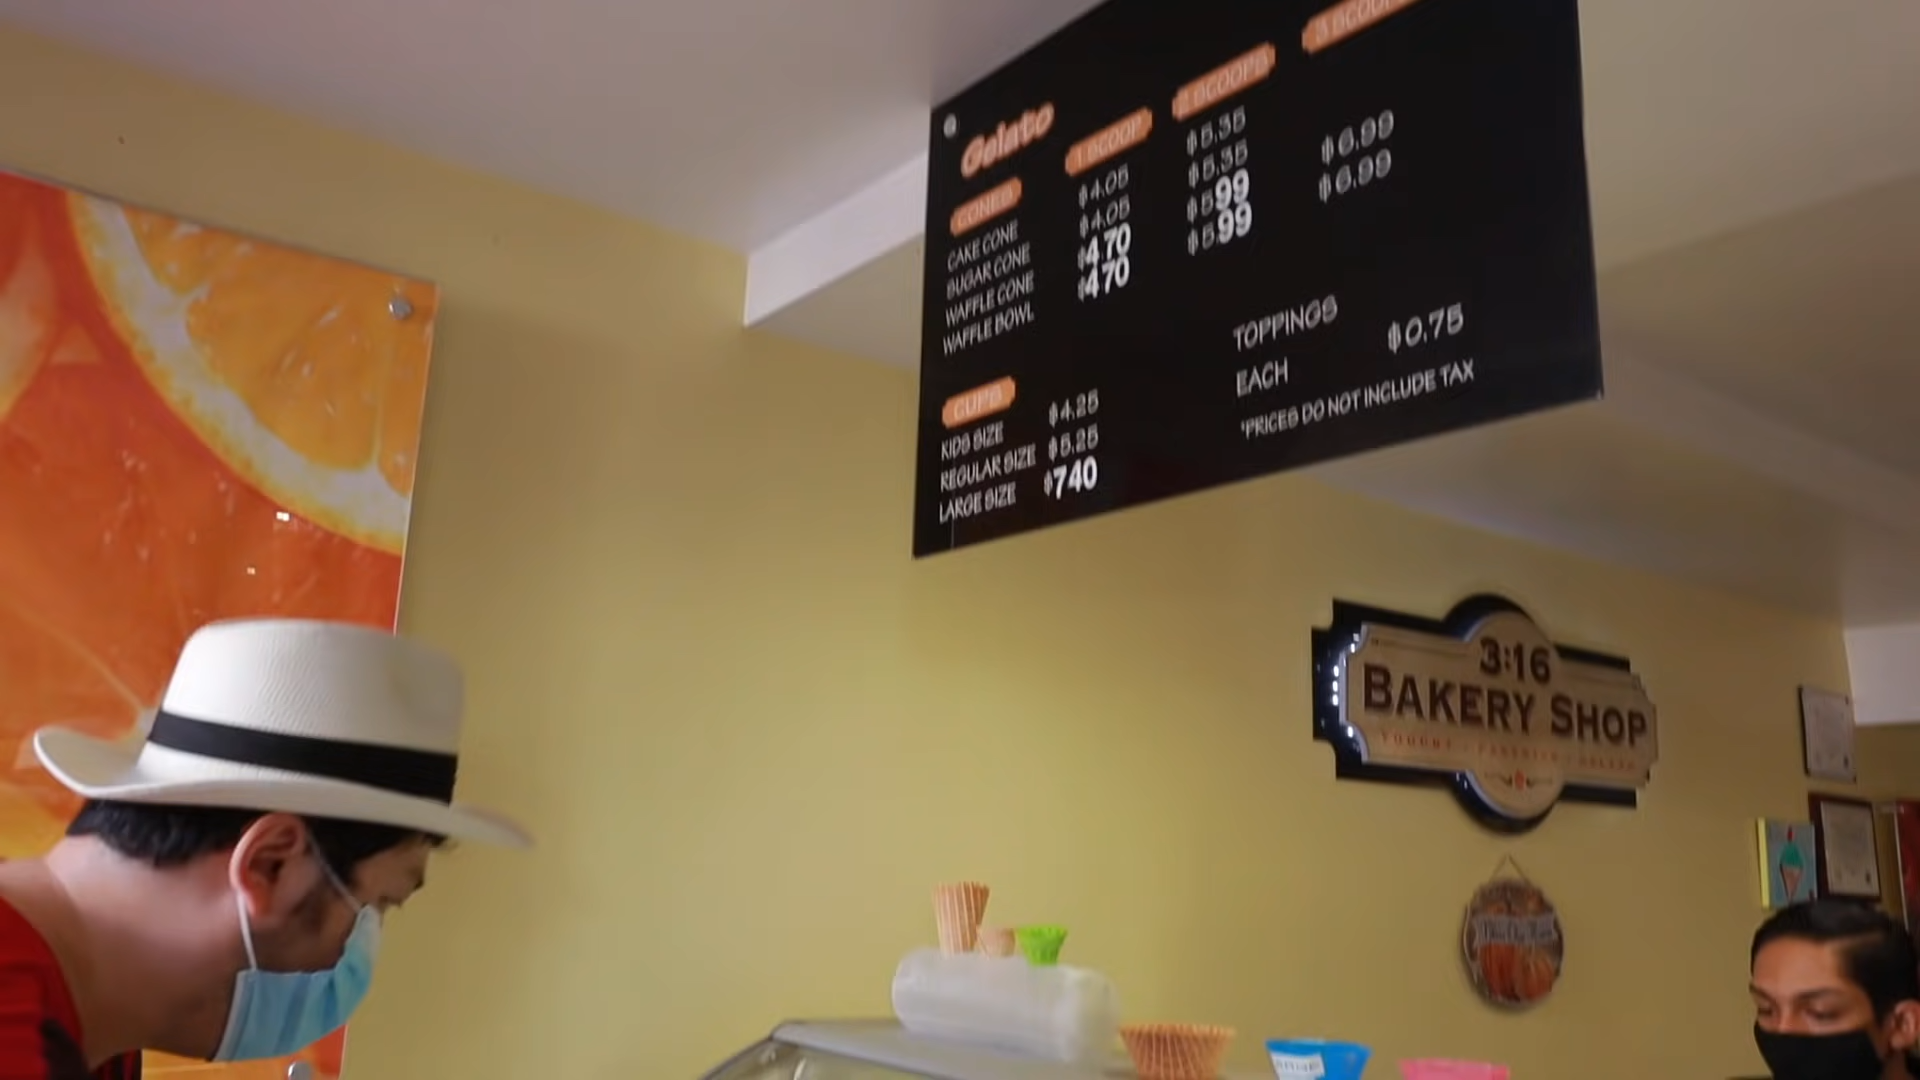 Gelato
CONES 1 SCOOP 2 SCOOPS 3 SCOOPS
CAKE CONE $4.05 $5.35
SUGAR CONE $4.05 $5.35
WAFFLE CONE $4.70 $5.99 $6.99
WAFFLE BOWL $4.70 $5.99 $6.99
CUPS
KIDS SIZE $4.25
REGULAR SIZE $5.25
LARGE SIZE $740
TOPPINGS
EACH $0.75
*PRICES DO NOT INCLUDE TAX
3:16
BAKERY SHOP